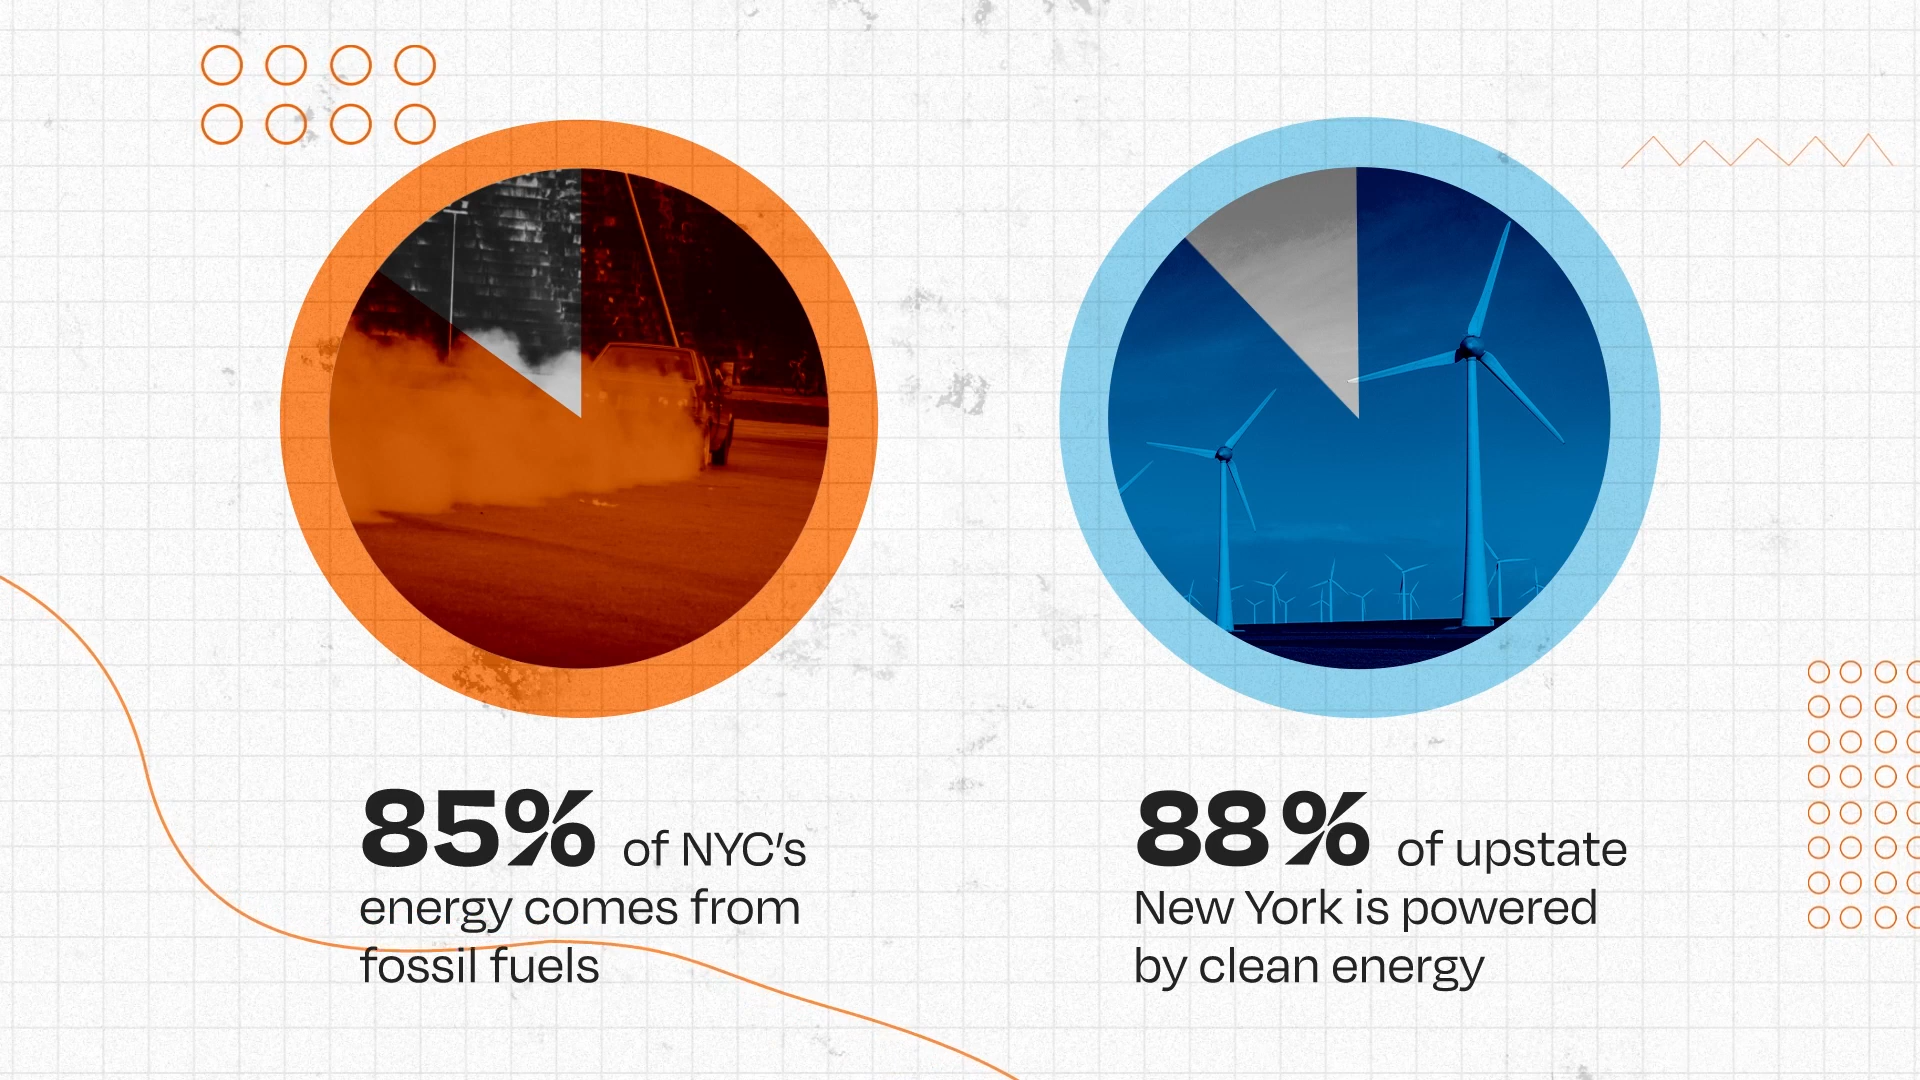 85% of NYC's
energy comes from
fossil fuels
88% of upstate
New York is powered
by clean energy